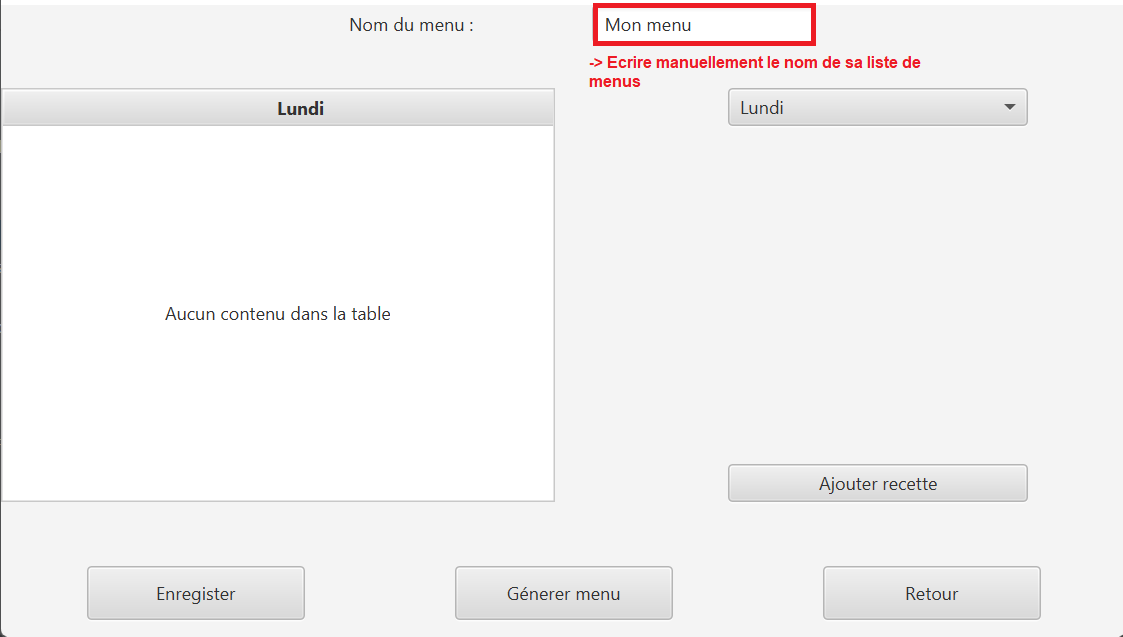 Nom du menu :
Mon menu
-> Ecrire manuellement le nom de sa liste de
menus
Lundi
Lundi
Aucun contenu dans la table
Ajouter recette
Enregister
Génerer menu
Retour